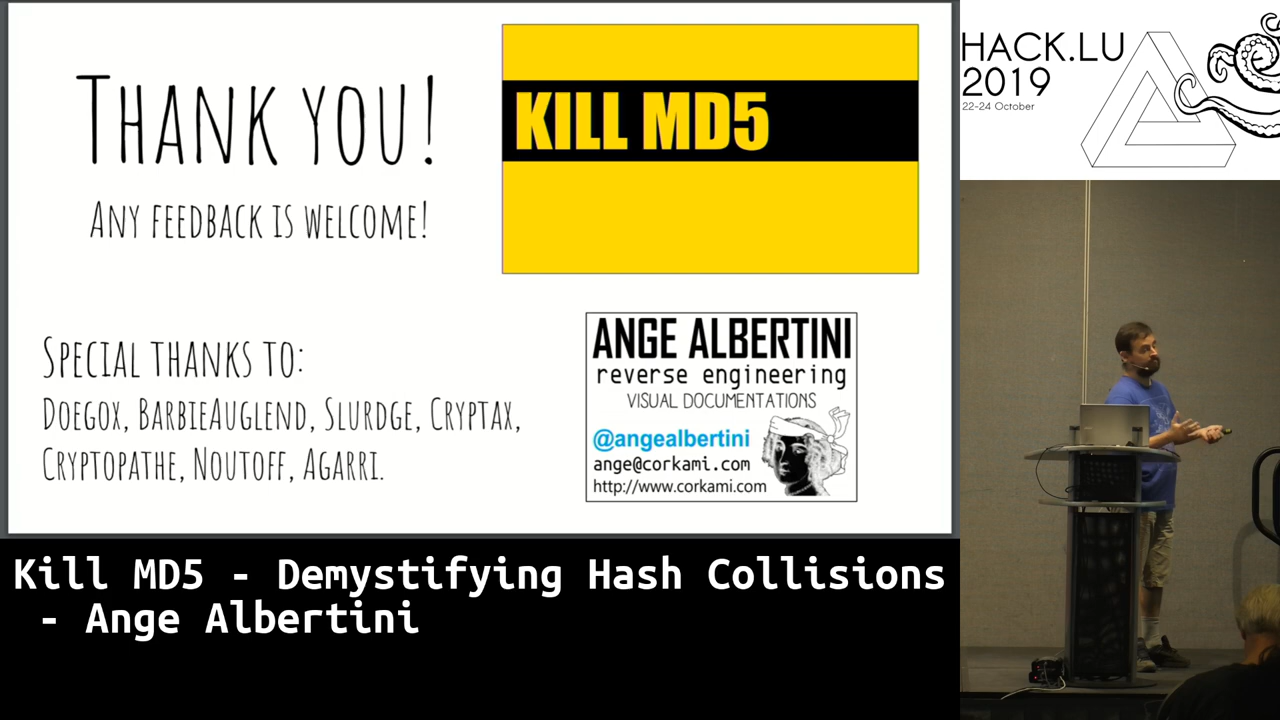 THANK YOU!
ANY FEEDBACK IS WELCOME!
KILL MD5
SPECIAL THANKS TO:
DOEGOX, BARBIEAUGLEND, SLURDGE, CRYPTAX,
CRYPTOPATHE, NOUTOFF, AGARRI.
ANGE ALBERTINI
reverse engineering
VISUAL DOCUMENTATIONS
@angealbertini
ange@corkami.com
http://www.corkami.com
HACK.LU
2019
22-24 October
Kill MD5 - Demystifying Hash Collisions
- Ange Albertini